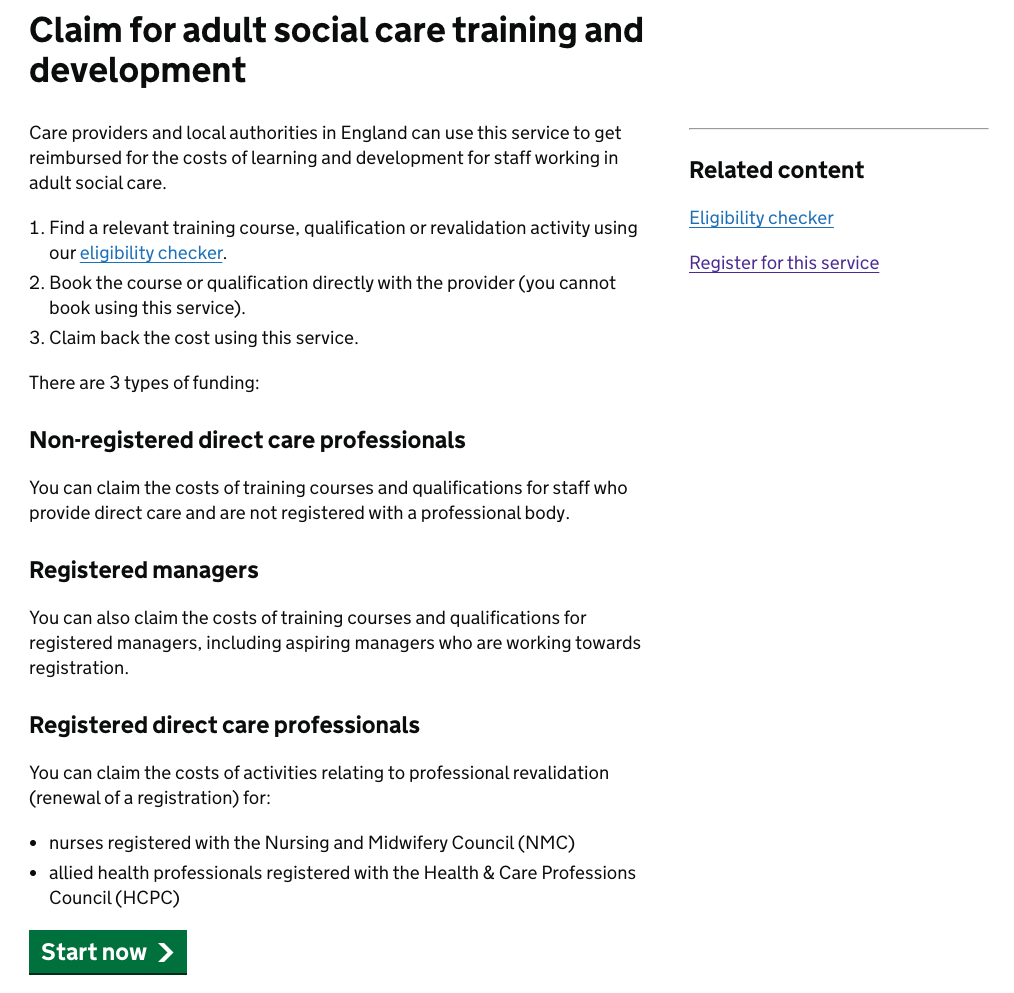 Claim for adult social care training and
development
Care providers and local authorities in England can use this service to get
reimbursed for the costs of learning and development for staff working in
adult social care.
1. Find a relevant training course, qualification or revalidation activity using
our eligibility checker.
2. Book the course or qualification directly with the provider (you cannot
book using this service).
3. Claim back the cost using this service.
There are 3 types of funding:
Non-registered direct care professionals
You can claim the costs of training courses and qualifications for staff who
provide direct care and are not registered with a professional body.
Registered managers
You can also claim the costs of training courses and qualifications for
registered managers, including aspiring managers who are working towards
registration.
Registered direct care professionals
You can claim the costs of activities relating to professional revalidation
(renewal of a registration) for:
• nurses registered with the Nursing and Midwifery Council (NMC)
• allied health professionals registered with the Health & Care Professions
Council (HCPC)
Start now
Related content
Eligibility checker
Register for this service